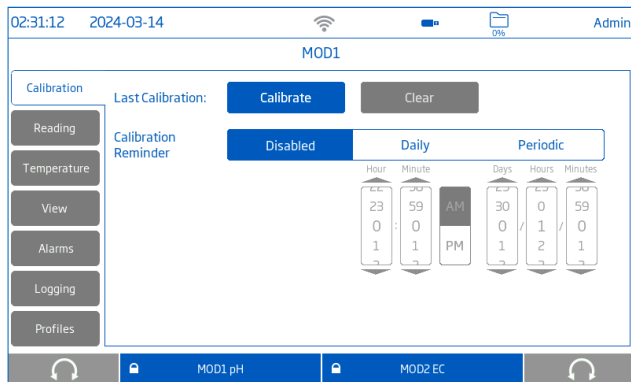 02:31:12 2024-03-14 0% Admin
MOD1
Calibration
Reading
Temperature
View
Alarms
Logging
Profiles
Last Calibration: Calibrate Clear
Calibration
Reminder
Disabled Daily Periodic
Hour Minute Days Hours Minutes
23 59 AM 30 0 59
0 : 0 0 / 1 / 0
1 1 PM 1 2 1
MOD1 pH MOD2 EC